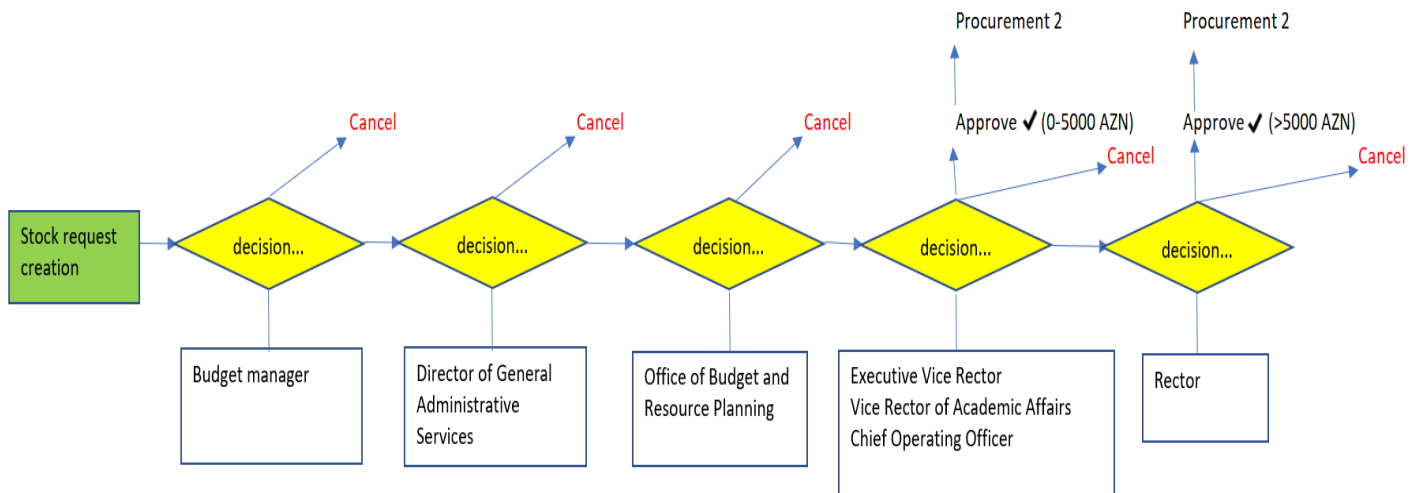 Procurement 2
Procurement 2
Cancel
Cancel
Cancel
Approve ✔ (0-5000 AZN)
Approve ✔ (>5000 AZN)
Cancel
Cancel
Stock request
creation
decision...
decision...
decision...
decision...
decision...
Budget manager
Director of General
Administrative
Services
Office of Budget and
Resource Planning
Executive Vice Rector
Vice Rector of Academic Affairs
Chief Operating Officer
Rector